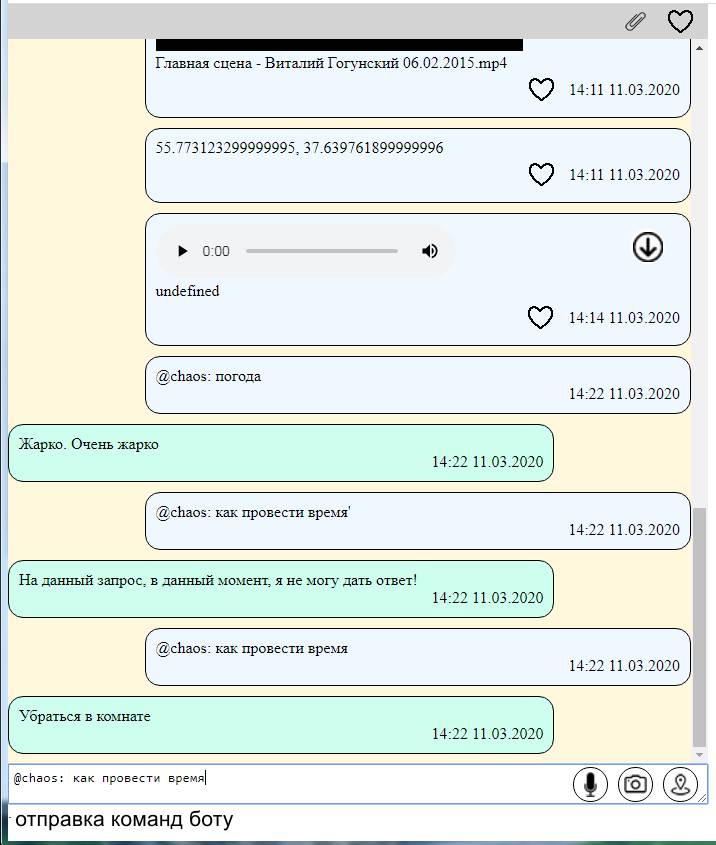 Главная сцена - Виталий Гогунский 06.02.2015.mp4
14:11 11.03.2020
55.773123299999995, 37.639761899999996
14:11 11.03.2020
0:00
undefined
14:14 11.03.2020
@chaos: погода
14:22 11.03.2020
Жарко. Очень жарко
14:22 11.03.2020
@chaos: как провести время'
14:22 11.03.2020
На данный запрос, в данный момент, я не могу дать ответ!
14:22 11.03.2020
@chaos: как провести время
14:22 11.03.2020
Убраться в комнате
14:22 11.03.2020
@chaos: как провести время
отправка команд боту